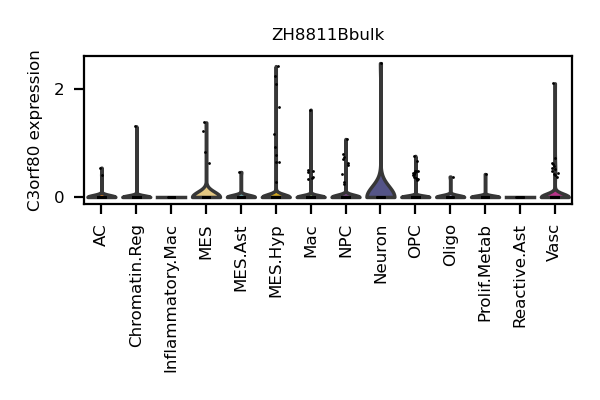 ZH8811Bbulk
C3orf80 expression
2
0
AC
Chromatin.Reg
Inflammatory.Mac
MES
MES.Ast
MES.Hyp
Mac
NPC
Neuron
OPC
Oligo
Prolif.Metab
Reactive.Ast
Vasc